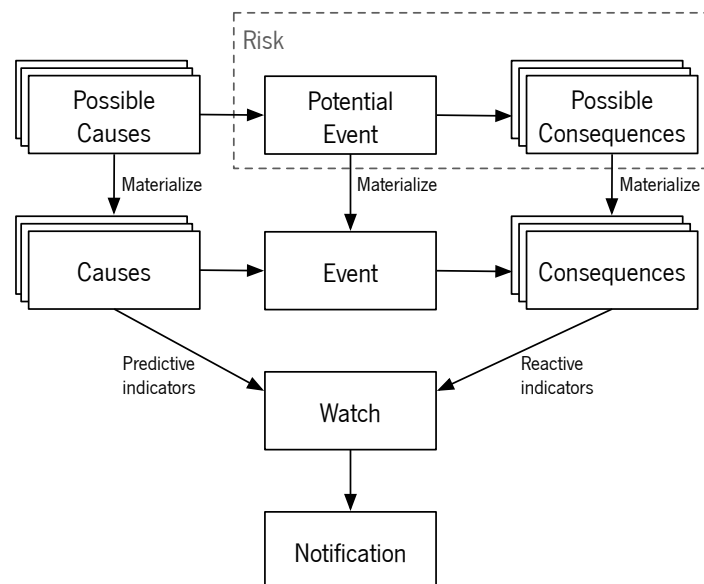 Risk
Possible
Causes
Potential
Event
Possible
Consequences
Materialize
Materialize
Materialize
Causes
Event
Consequences
Predictive
indicators
Reactive
indicators
Watch
Notification